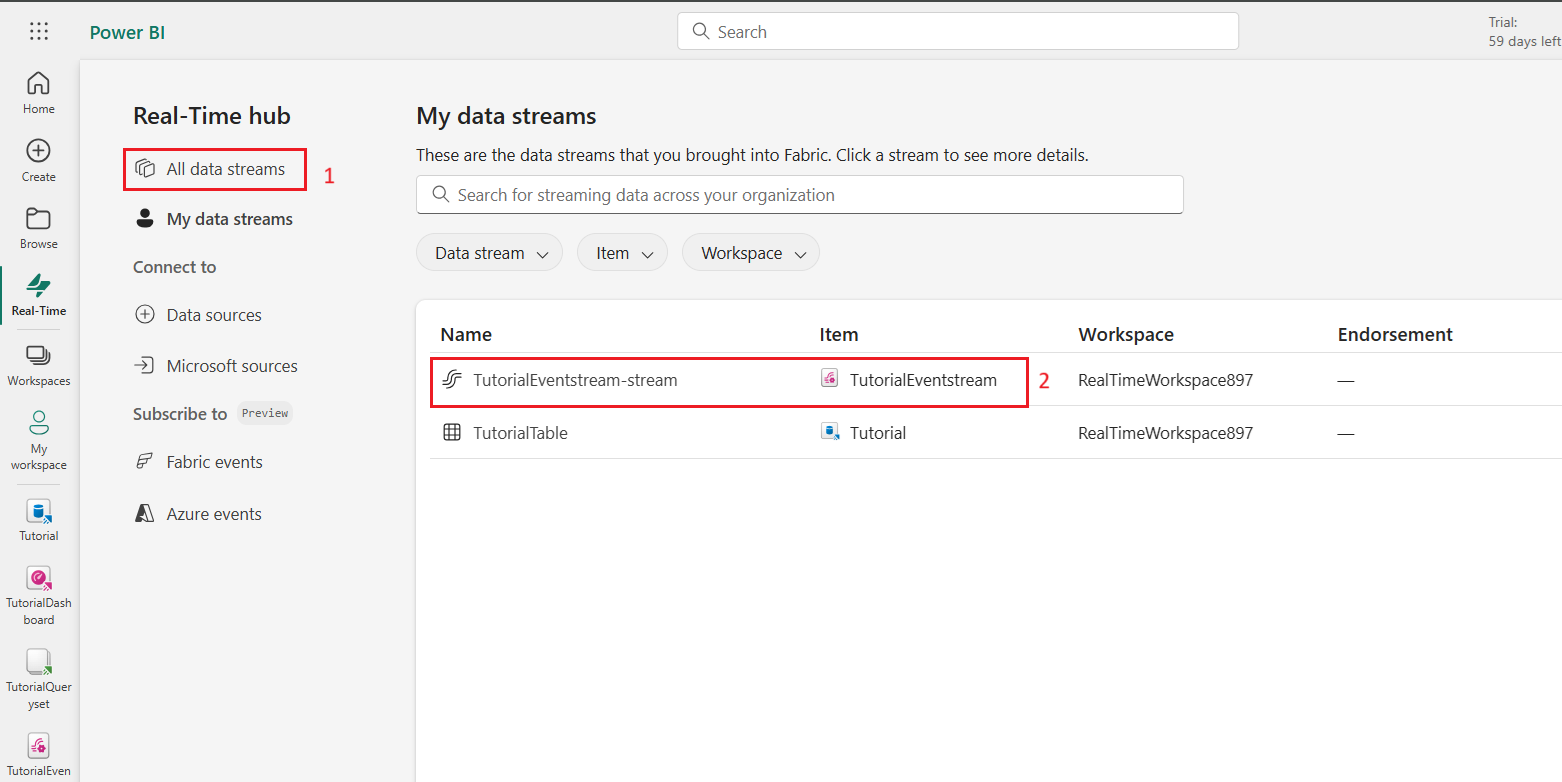 Power BI
Search
Trial:
59 days left
Home
Create
Browse
Real-Time
Workspaces
My
workspace
Tutorial
TutorialDash
board
TutorialQuer
yset
TutorialEven
Real-Time hub
All data streams 1
My data streams
Connect to
Data sources
Microsoft sources
Subscribe to Preview
Fabric events
Azure events
My data streams
These are the data streams that you brought into Fabric. Click a stream to see more details.
Search for streaming data across your organization
Data stream Item Workspace
Name Item Workspace Endorsement
TutorialEventstream-stream TutorialEventstream 2 RealTimeWorkspace897 —
TutorialTable Tutorial RealTimeWorkspace897 —